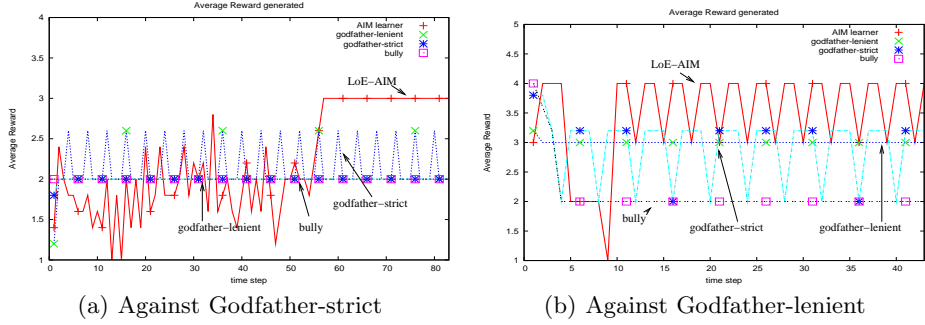 Average Reward generated
4
3.5
3
2.5
2
1.5
1
0
10
20
30
40
50
60
70
80
Average Reward
time step
AIM learner
godfather-lenient
godfather-strict
bully
LoE-AIM
godfather-strict
godfather-lenient
bully
(a) Against Godfather-strict
Average Reward generated
5
4.5
4
3.5
3
2.5
2
1.5
1
0
5
10
15
20
25
30
35
40
Average Reward
time step
AIM learner
godfather-lenient
godfather-strict
bully
LoE-AIM
bully
godfather-strict
godfather-lenient
(b) Against Godfather-lenient